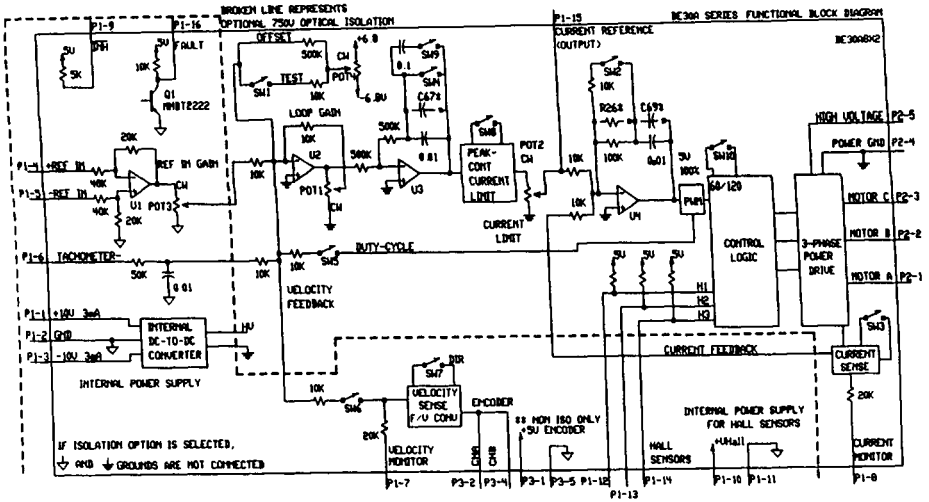 BROKEN LINE REPRESENTS
OPTIONAL 750V OPTICAL ISOLATION
BE30A SERIES FUNCTIONAL BLOCK DIAGRAM
BE30A8X2
P1-9
P1-16
P1-15
5V
5K
INH
5V
10K
FAULT
Q1
MMBT2222
OFFSET
500K
SW1
TEST
10K
CW
POT4
+6.8
-6.8V
SW9
0.1
SW4
C67*
0.01
CURRENT REFERENCE
(OUTPUT)
SW2
10K
R26*
C69*
100K
0.01
HIGH VOLTAGE
P2-5
POWER GND
P2-4
MOTOR C
P2-3
MOTOR B
P2-2
MOTOR A
P2-1
P1-4
+REF IN
40K
20K
U1
REF IN GAIN
CW
POT3
P1-5
-REF IN
40K
20K
10K
LOOP GAIN
10K
U2
POT1
CW
500K
500K
U3
SW8
PEAK-
CONT
CURRENT
LIMIT
POT2
CW
CURRENT
LIMIT
10K
10K
U4
5V
100%
PWM
SW10
60/120
CONTROL
LOGIC
3-PHASE
POWER
DRIVE
P1-6
TACHOMETER-
50K
0.01
10K
10K
SW5
DUTY-CYCLE
VELOCITY
FEEDBACK
5V
5V
5V
H1
H2
H3
P1-1
+10V 3mA
P1-2
GND
P1-3
-10V 3mA
INTERNAL
DC-TO-DC
CONVERTER
HV
INTERNAL POWER SUPPLY
CURRENT FEEDBACK
SW3
CURRENT
SENSE
20K
10K
SW6
SW7
DIR
VELOCITY
SENSE
F/V CONV
ENCODER
20K
VELOCITY
MONITOR
CHA
CHB
** NON ISO ONLY
+5V ENCODER
HALL
SENSORS
INTERNAL POWER SUPPLY
FOR HALL SENSORS
+VHall
CURRENT
MONITOR
IF ISOLATION OPTION IS SELECTED,
AND
GROUNDS ARE NOT CONNECTED
P1-7
P3-2
P3-4
P3-1
P3-5
P1-12
P1-13
P1-14
P1-10
P1-11
P1-8